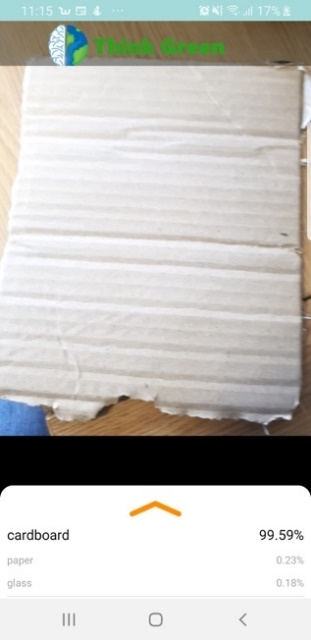 11:15
17%
Think Green
cardboard 99.59%
paper 0.23%
glass 0.18%